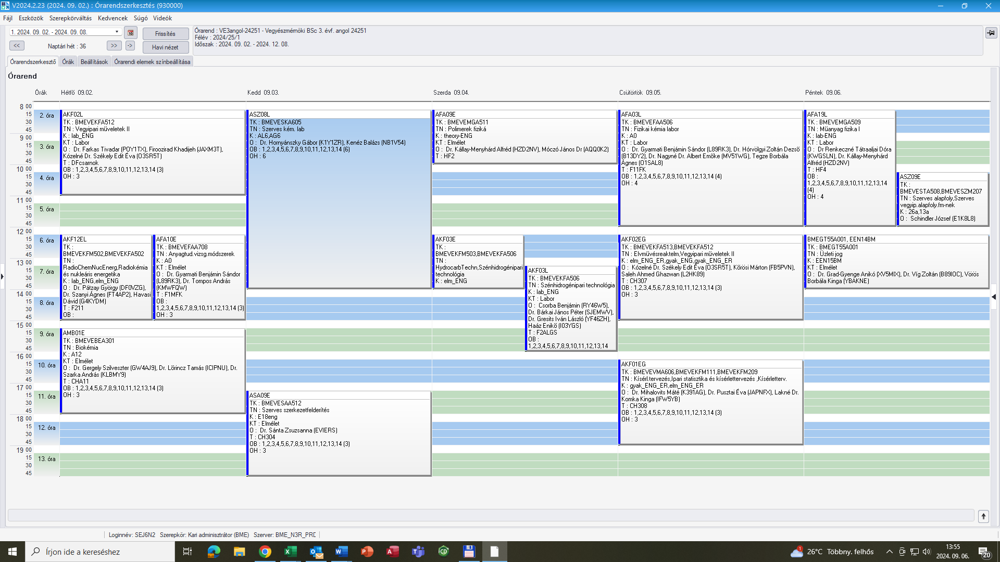 V2024.2.23 (2024. 09. 02.) : Órarendszerkesztés (930000)
Fájl Eszközök Szerepkörváltás Kedvencek Súgó Videók
1. 2024. 09. 02. - 2024. 09. 08.
<< Naptári hét : 36 >> ->
Frissítés
Havi nézet
Órarend : VE3angol-24251 - Vegyészmérnöki BSc 3. évf. angol 24251
Félév : 2024/25/1
Időszak : 2024. 09. 02. - 2024. 12. 08.
Órarendszerkesztő Órák Beállítások Órarendi elemek színbeállítása
Órarend
Órák Hétfő 09.02. Kedd 09.03. Szerda 09.04. Csütörtök 09.05. Péntek 09.06.
8 00
15
30
45
2. óra
9 00
15
30
45
3. óra
10 00
15
30
45
4. óra
11 00
15
30
45
5. óra
12 00
15
30
45
6. óra
13 00
15
30
45
7. óra
14 00
15
30
45
8. óra
15 00
15
30
45
9. óra
16 00
15
30
45
10. óra
17 00
15
30
45
11. óra
18 00
15
30
45
12. óra
19 00
15
30
45
13. óra
AKF02L
TK : BMEVEKFA512
TN : Vegyipari műveletek II
K : lab_ENG
KT : Labor
O : Dr. Farkas Tivadar (POY1TX), Firoozirad Khadijeh (JAXM3T),
Kózelné Dr. Székely Edit Éva (O3SR5T)
T : DFcsarnok
OB : 1,2,3,4,5,6,7,8,9,10,11,12,13,14 (3)
OH : 3
AKF12EL
TK :
BMEVEKFM502,BMEVEKFA502
TN :
RadioChemNucEnerg,Radiokémia
és nukleáris energetika
K : lab_ENG,elm_ENG
O : Dr. Pátzay György (DF0VZG),
Dr. Szanyi Ágnes (FT4AP2), Havasi
Dávid (G4KYDM)
T : F211
OB :
AFA10E
TK : BMEVEFAA708
TN : Anyagtud.vizsg.módszerek
K : A0
KT : Elmélet
O : Dr. Gyarmati Benjámin Sándor
(L89RK3), Dr. Tompos András
(KMWFQW)
T : F1MFK
OB :
1,2,3,4,5,6,7,8,9,10,11,12,13,14 (3)
OH : 3
AMB01E
TK : BMEVEBEA301
TN : Biokémia
K : A12
KT : Elmélet
O : Dr. Gergely Szilveszter (GW4AJ9), Dr. Lőrincz Tamás (ICIPNU), Dr.
Szarka András (KLBMY9)
T : CHA11
OB : 1,2,3,4,5,6,7,8,9,10,11,12,13,14 (3)
OH : 3
ASZ08L
TK : BMEVESKA605
TN : Szerves kém. lab
K : AL6,AG6
O : Dr. Hornyánszky Gábor (K1Y1ZR), Kenéz Balázs (NB1V54)
OB : 1,2,3,4,5,6,7,8,9,10,11,12,13,14 (6)
OH : 6
ASA09E
TK : BMEVESAA512
TN : Szerves szerkezetfelderítés
K : E18eng
KT : Elmélet
O : Dr. Sánta Zsuzsanna (EVIERS)
T : CH304
OB : 1,2,3,4,5,6,7,8,9,10,11,12,13,14 (3)
OH : 3
AFA09E
TK : BMEVEMGA511
TN : Polimerek fiziká
K : theory-ENG
KT : Elmélet
O : Dr. Kállay-Menyhárd Alfréd (HZD2NV), Móczó János Dr (AQQ0K2)
T : HF2
AKF03E
TK :
BMEVEKFM503,BMEVEKFA506
TN :
HydrocarbTechn,Szénhidrogénipari
technológia
K : elm_ENG
AKF03L
TK : BMEVEKFA506
TN : Szénhidrogénipari technológia
K : lab_ENG
KT : Labor
O : Csorba Benjámin (RY46W5),
Dr. Bárkai János Péter (SJEMWV),
Dr. Gresits Iván László (YF46ZH),
Haáz Enikő (I03YGS)
T : F2ALGS
OB :
1,2,3,4,5,6,7,8,9,10,11,12,13,14
AFA03L
TK : BMEVEFAA506
TN : Fizikai kémia labor
K : A0
KT : Labor
O : Dr. Gyarmati Benjámin Sándor (L89RK3), Dr. Hórvölgyi Zoltán Dezső
(B13DY2), Dr. Nagyné Dr. Albert Emőke (MV51WG), Tegze Borbála
Ágnes (O1SAL8)
T : F11FK
OB : 1,2,3,4,5,6,7,8,9,10,11,12,13,14 (4)
OH : 4
AKF02EG
TK : BMEVEKFA513,BMEVEKFA512
TN : Elvművésreaktelm,Vegyipari műveletek II
K : elm_ENG_ER,gyak_ENG,gyak_ENG_ER
O : Kózelné Dr. Székely Edit Éva (O3SR5T), Kőrösi Márton (FB5PVN),
Saleh Ahmed Ghazwan (L2HK89)
T : CH307
OB : 1,2,3,4,5,6,7,8,9,10,11,12,13,14 (3)
OH : 3
AKF01EG
TK : BMEVEVMA606,BMEVEKFM111,BMEVEKFM209
TN : Kísérl.tervezés,Ipari statisztika és kísérlettervezés ,Kísérletterv.
K : gyak_ENG_ER,elm_ENG_ER
O : Dr. Mihalovits Máté (K391AG), Dr. Pusztai Éva (JAPNFX), Lakné Dr.
Komka Kinga (IFW5YB)
T : CH308
OB : 1,2,3,4,5,6,7,8,9,10,11,12,13,14 (3)
OH : 3
AFA19L
TK : BMEVEMGA509
TN : Műanyag fizika I
K : lab-ENG
KT : Labor
O : Dr Renkeczné Tátraaljai Dóra
(KWGSLN), Dr. Kállay-Menyhárd
Alfréd (HZD2NV)
T : HF4
OB :
1,2,3,4,5,6,7,8,9,10,11,12,13,14
(4)
OH : 4
ASZ09E
TK :
BMEVESTA508,BMEVESZM207
TN : Szerves alapfoly,Szerves
vegyip.alapfoly.fm-nek
K : 26a,13a
O : Schindler József (E1K8L8)
BMEGT55A001, EEN14BM
TK : BMEGT55A001
TN : Üzleti jog
K : EEN15BM
KT : Elmélet
O : Dr. Grad-Gyenge Anikó (XV5MIX), Dr. Víg Zoltán (B89IOC), Vörös
Borbála Kinga (YBAKNE)
Loginnév: SEJ6N2 Szerepkör: Kari adminisztrátor (BME) Szerver: BME_N3R_PRD
Írjon ide a kereséshez
26°C Többny. felhős
13:55
2024. 09. 06.
20